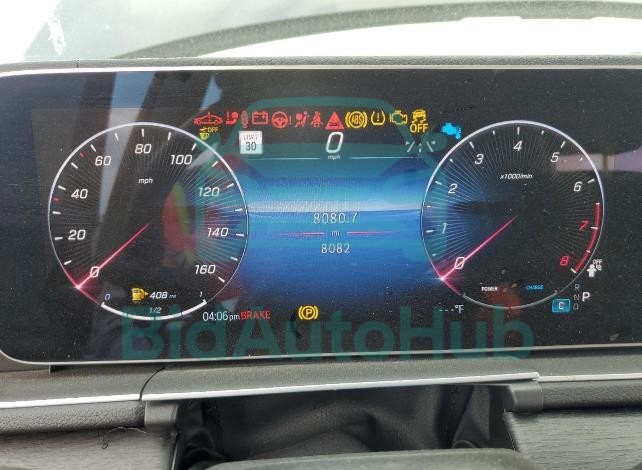 OFF
LIMIT
30
0
mph
ABS
OFF
0
20
40
60
80
100
120
140
160
mph
0
1/2
1
408 mi
8080.7
mi
8082
04:06 pm BRAKE
P
0
1
2
3
4
5
6
7
8
x1000/min
POWER
CHARGE
OFF
R
N
D
P
C
---°F
BidAutoHub